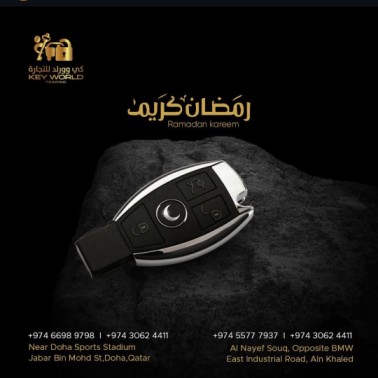 كي وورلد للتجارة
KEY WORLD
TRADING
رمضان كريم
Ramadan kareem
+974 6698 9798 | +974 3062 4411
Near Doha Sports Stadium
Jabar Bin Mohd St,Doha,Qatar
+974 5577 7937 | +974 3062 4411
Al Nayef Souq, Opposite BMW
East Industrial Road, Aln Khaled